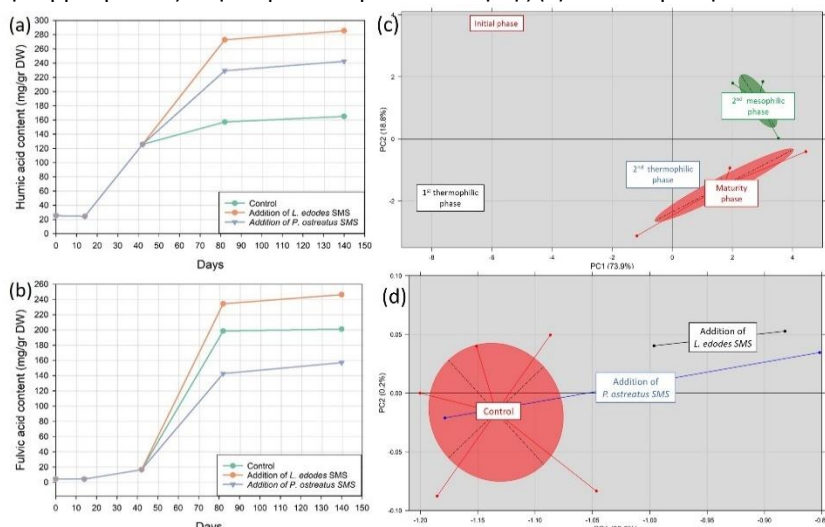 (a)
300
280
260
240
220
200
180
160
140
120
100
80
60
40
20
0
Humic acid content (mg/gr DW)
Control
Addition of L. edodes SMS
Addition of P. ostreatus SMS
0 10 20 30 40 50 60 70 80 90 100 110 120 130 140 150
Days
(b)
260
240
220
200
180
160
140
120
100
80
60
40
20
0
Fulvic acid content (mg/gr DW)
Control
Addition of L. edodes SMS
Addition of P. ostreatus SMS
0 10 20 30 40 50 60 70 80 90 100 110 120 130 140 150
Days
(c)
Initial phase
2
0
-2
PC2 (18.8%)
2nd mesophilic
phase
2nd thermophilic
phase
1st thermophilic
phase
Maturity
phase
-8 -6 -4 -2 0 2 4
PC1 (73.9%)
(d)
0.10
0.05
0.00
-0.05
-0.10
PC2 (0.2%)
Addition of
L. edodes SMS
Addition of
P. ostreatus SMS
Control
-1.20 -1.15 -1.10 -1.05 -1.00 -0.95 -0.90